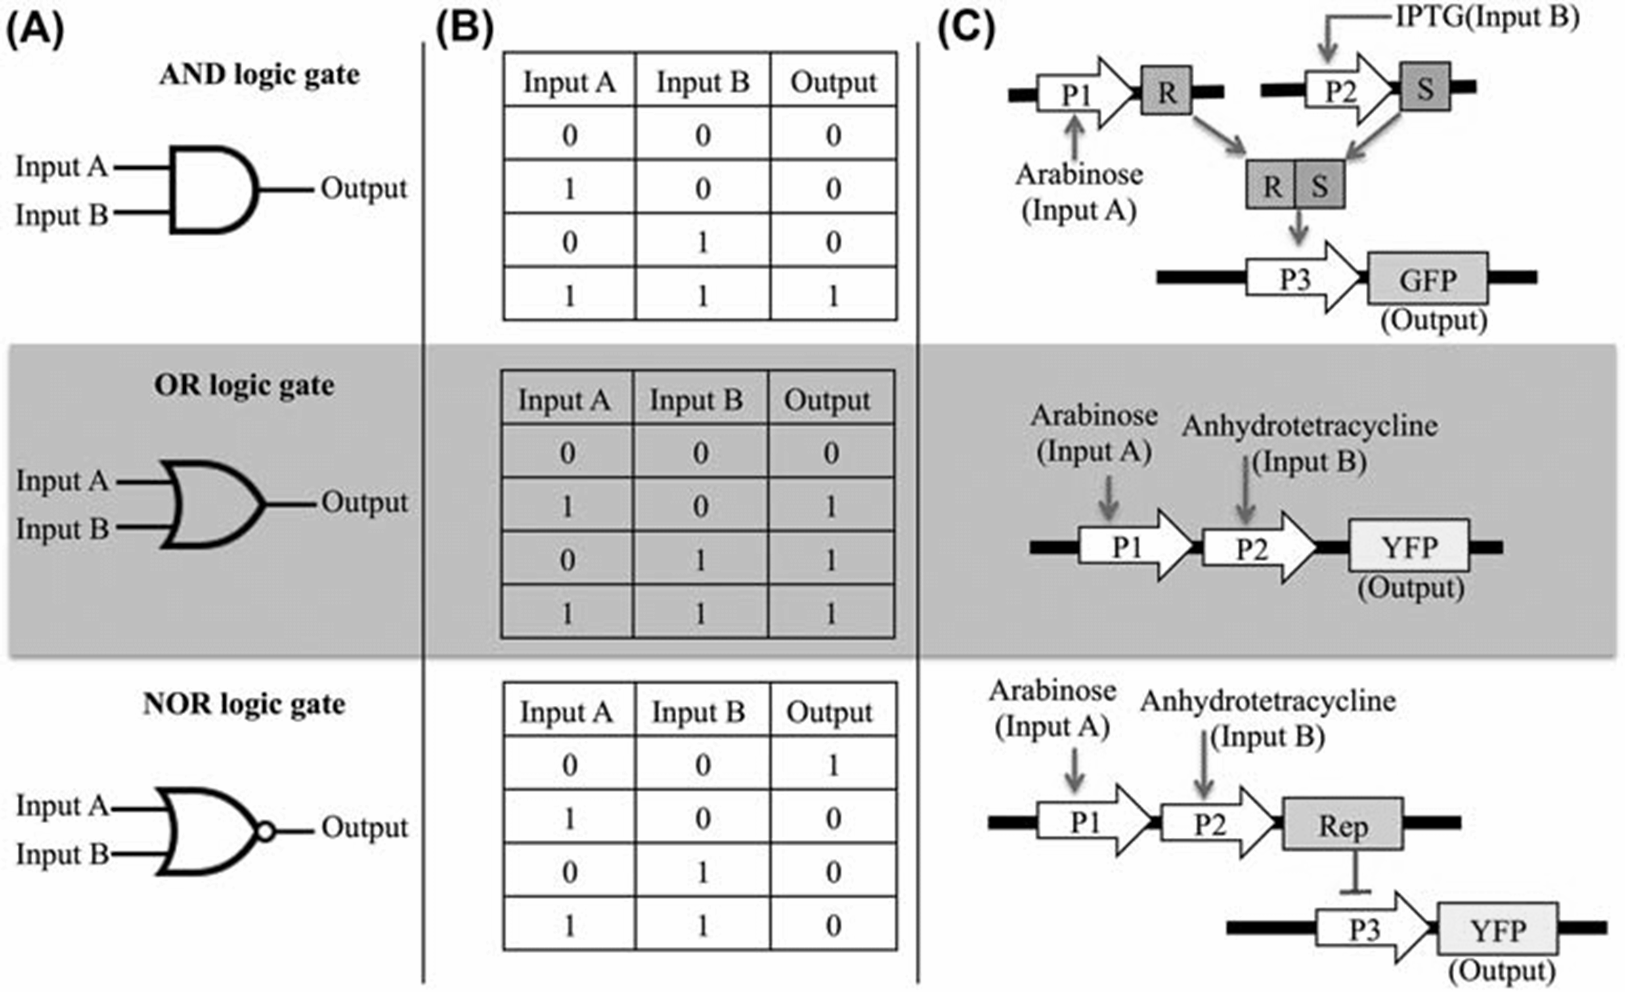 (A)
AND logic gate
Input A
Input B
Output
OR logic gate
Input A
Input B
Output
NOR logic gate
Input A
Input B
Output
(B)
Input A Input B Output
0 0 0
1 0 0
0 1 0
1 1 1
Input A Input B Output
0 0 0
1 0 1
0 1 1
1 1 1
Input A Input B Output
0 0 1
1 0 0
0 1 0
1 1 0
(C)
IPTG(Input B)
P1 R
P2 S
Arabinose
(Input A)
R S
P3 GFP
(Output)
Arabinose
(Input A)
Anhydrotetracycline
(Input B)
P1 P2 YFP
(Output)
Arabinose
(Input A)
Anhydrotetracycline
(Input B)
P1 P2 Rep
P3 YFP
(Output)